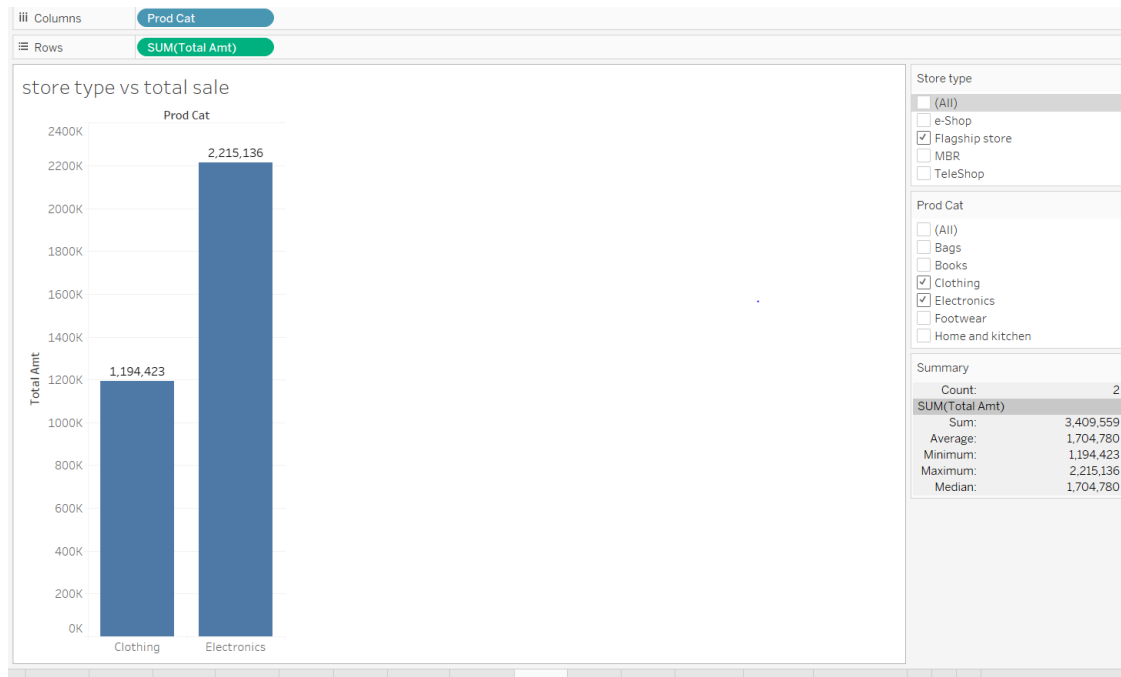 Columns
Prod Cat
Rows
SUM(Total Amt)
store type vs total sale
Prod Cat
2400K
2200K
2000K
1800K
1600K
1400K
1200K
1000K
800K
600K
400K
200K
0K
Total Amt
1,194,423
2,215,136
Clothing
Electronics
Store type
(All)
e-Shop
Flagship store
MBR
TeleShop
Prod Cat
(All)
Bags
Books
Clothing
Electronics
Footwear
Home and kitchen
Summary
Count: 2
SUM(Total Amt)
Sum: 3,409,559
Average: 1,704,780
Minimum: 1,194,423
Maximum: 2,215,136
Median: 1,704,780